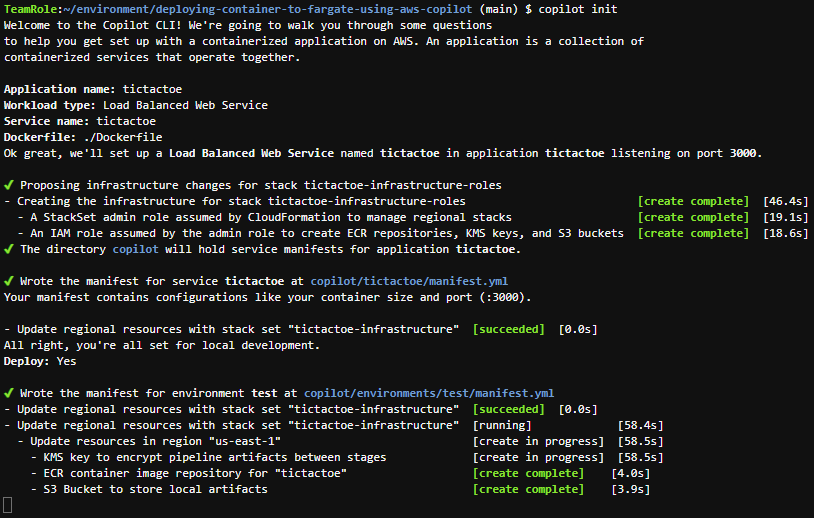 TeamRole:~/environment/deploying-container-to-fargate-using-aws-copilot (main) $ copilot init
Welcome to the Copilot CLI! We're going to walk you through some questions
to help you get set up with a containerized application on AWS. An application is a collection of
containerized services that operate together.
Application name: tictactoe
Workload type: Load Balanced Web Service
Service name: tictactoe
Dockerfile: ./Dockerfile
Ok great, we'll set up a Load Balanced Web Service named tictactoe in application tictactoe listening on port 3000.
✔ Proposing infrastructure changes for stack tictactoe-infrastructure-roles
- Creating the infrastructure for stack tictactoe-infrastructure-roles [create complete] [46.4s]
- A StackSet admin role assumed by CloudFormation to manage regional stacks [create complete] [19.1s]
- An IAM role assumed by the admin role to create ECR repositories, KMS keys, and S3 buckets [create complete] [18.6s]
✔ The directory copilot will hold service manifests for application tictactoe.
✔ Wrote the manifest for service tictactoe at copilot/tictactoe/manifest.yml
Your manifest contains configurations like your container size and port (:3000).
- Update regional resources with stack set "tictactoe-infrastructure" [succeeded] [0.0s]
All right, you're all set for local development.
Deploy: Yes
✔ Wrote the manifest for environment test at copilot/environments/test/manifest.yml
- Update regional resources with stack set "tictactoe-infrastructure" [succeeded] [0.0s]
- Update regional resources with stack set "tictactoe-infrastructure" [running] [58.4s]
- Update resources in region "us-east-1" [create in progress] [58.5s]
- KMS key to encrypt pipeline artifacts between stages [create in progress] [58.5s]
- ECR container image repository for "tictactoe" [create complete] [4.0s]
- S3 Bucket to store local artifacts [create complete] [3.9s]